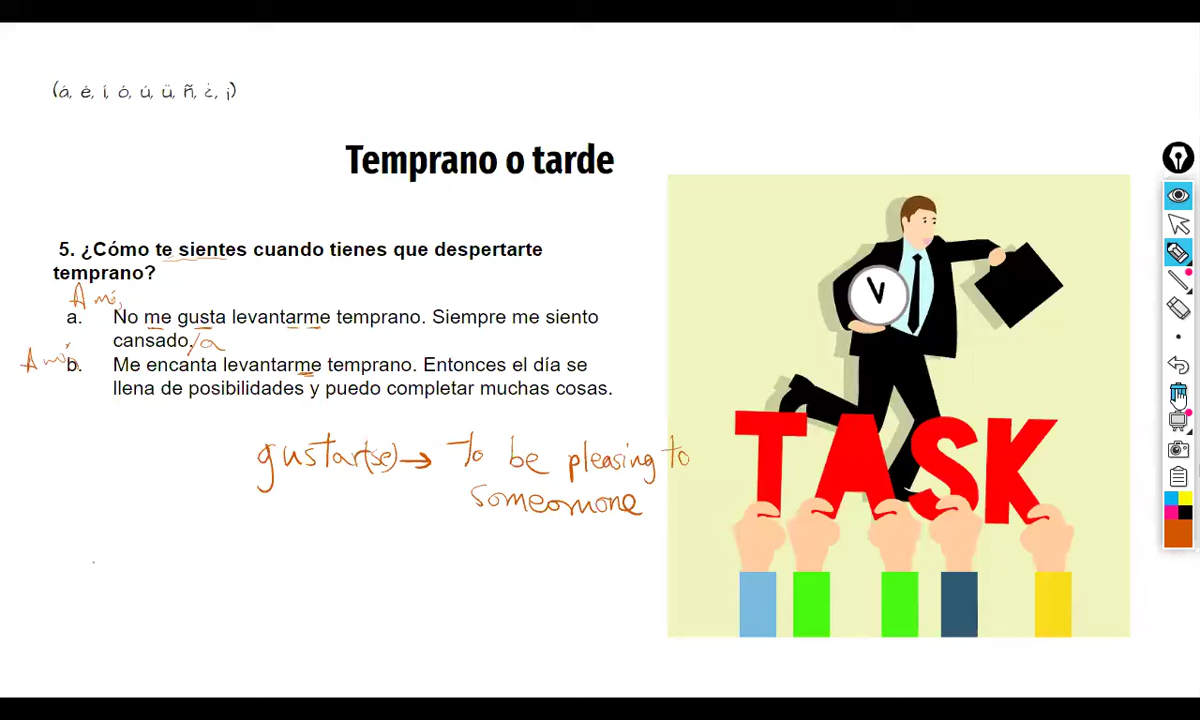 (á, é, í, ó, ú, ü, ñ, ¿, ¡)
Temprano o tarde
5. ¿Cómo te sientes cuando tienes que despertarte
temprano?
A mí,
a. No me gusta levantarme temprano. Siempre me siento
cansado./a
A mí, b. Me encanta levantarme temprano. Entonces el día se
llena de posibilidades y puedo completar muchas cosas.
gustar(se) → To be pleasing to
someomone
TASK